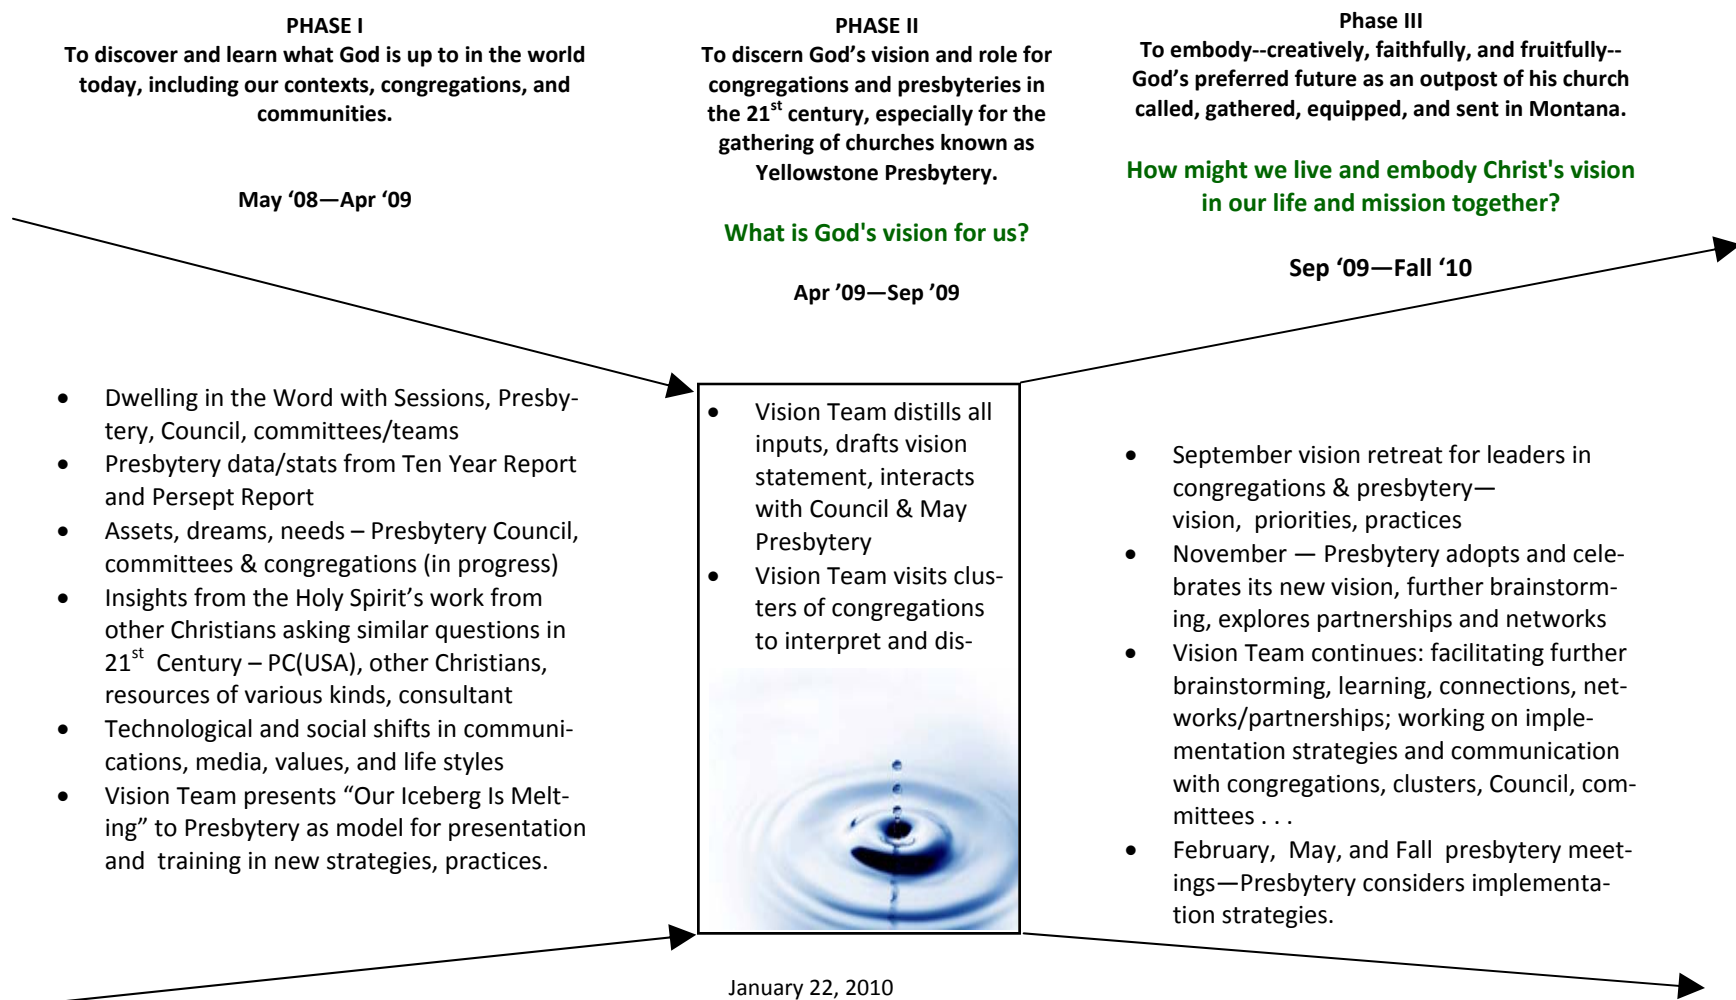 PHASE I
To discover and learn what God is up to in the world
today, including our contexts, congregations, and
communities.
May ‘08—Apr ‘09
PHASE II
To discern God’s vision and role for
congregations and presbyteries in
the 21st century, especially for the
gathering of churches known as
Yellowstone Presbytery.
What is God's vision for us?
Apr ’09—Sep ’09
Phase III
To embody--creatively, faithfully, and fruitfully--
God’s preferred future as an outpost of his church
called, gathered, equipped, and sent in Montana.
How might we live and embody Christ's vision
in our life and mission together?
Sep ‘09—Fall ‘10
• Dwelling in the Word with Sessions, Presby-
tery, Council, committees/teams
• Presbytery data/stats from Ten Year Report
and Persept Report
• Assets, dreams, needs – Presbytery Council,
committees & congregations (in progress)
• Insights from the Holy Spirit’s work from
other Christians asking similar questions in
21st Century – PC(USA), other Christians,
resources of various kinds, consultant
• Technological and social shifts in communi-
cations, media, values, and life styles
• Vision Team presents “Our Iceberg Is Melt-
ing” to Presbytery as model for presentation
and training in new strategies, practices.
• Vision Team distills all
inputs, drafts vision
statement, interacts
with Council & May
Presbytery
• Vision Team visits clus-
ters of congregations
to interpret and dis-
• September vision retreat for leaders in
congregations & presbytery—
vision, priorities, practices
• November — Presbytery adopts and cele-
brates its new vision, further brainstorm-
ing, explores partnerships and networks
• Vision Team continues: facilitating further
brainstorming, learning, connections, net-
works/partnerships; working on imple-
mentation strategies and communication
with congregations, clusters, Council, com-
mittees . . .
• February, May, and Fall presbytery meet-
ings—Presbytery considers implementa-
tion strategies.
January 22, 2010